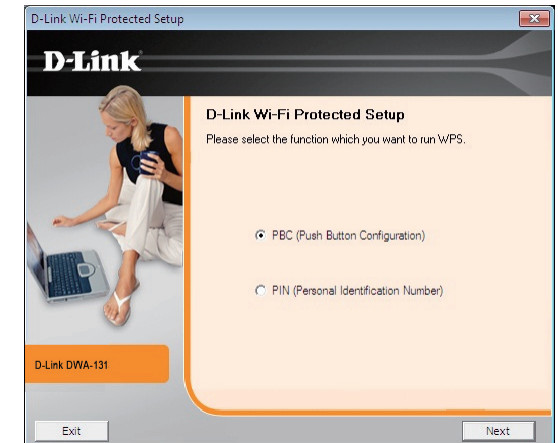 D-Link Wi-Fi Protected Setup
D-Link
D-Link Wi-Fi Protected Setup
Please select the function which you want to run WPS.
PBC (Push Button Configuration)
PIN (Personal Identification Number)
D-Link DWA-131
Exit
Next